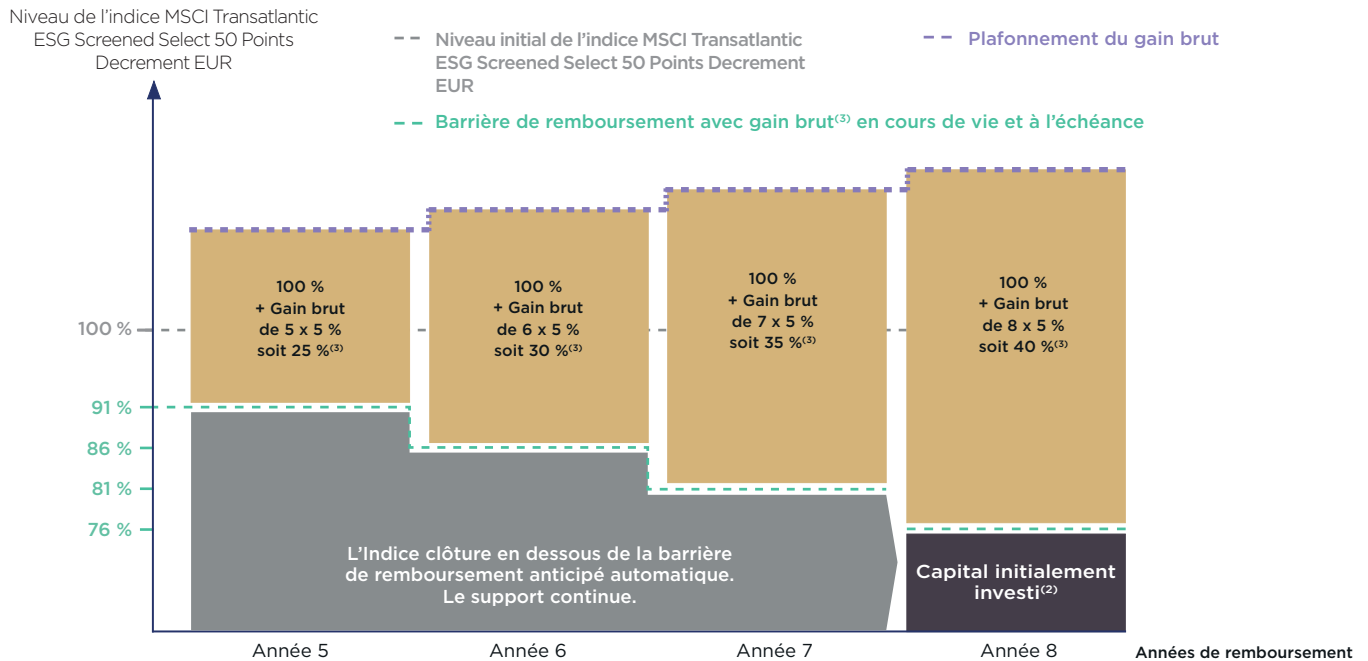 Niveau de l'indice MSCI Transatlantic
ESG Screened Select 50 Points
Decrement EUR
Niveau initial de l'indice MSCI Transatlantic
ESG Screened Select 50 Points Decrement
EUR
Plafonnement du gain brut
Barrière de remboursement avec gain brut⁽³⁾ en cours de vie et à l'échéance
100 %
91 %
86 %
81 %
76 %
100 %
+ Gain brut
de 5 x 5 %
soit 25 %⁽³⁾
100 %
+ Gain brut
de 6 x 5 %
soit 30 %⁽³⁾
100 %
+ Gain brut
de 7 x 5 %
soit 35 %⁽³⁾
100 %
+ Gain brut
de 8 x 5 %
soit 40 %⁽³⁾
L'Indice clôture en dessous de la barrière
de remboursement anticipé automatique.
Le support continue.
Capital initialement
investi⁽²⁾
Année 5
Année 6
Année 7
Année 8
Années de remboursement